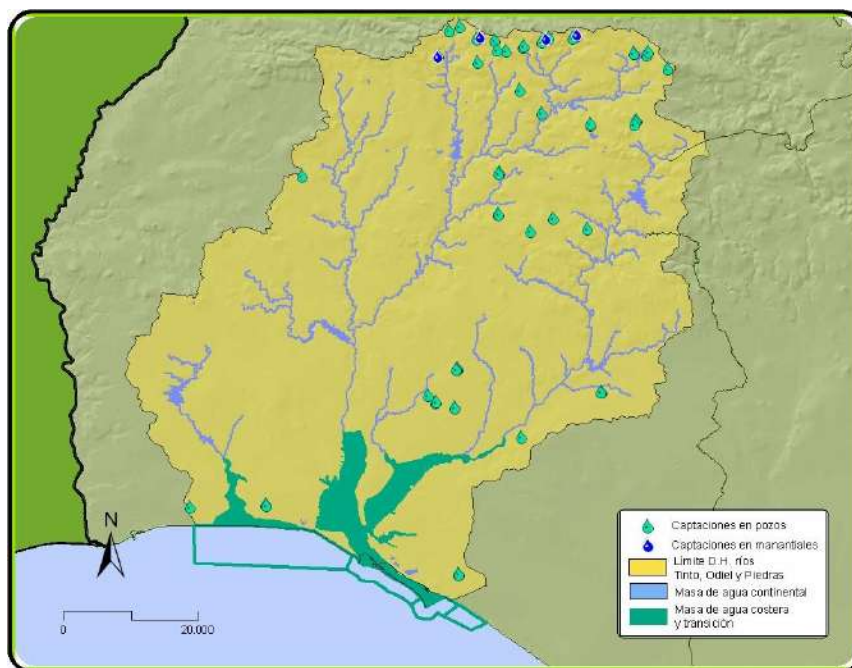 N
0
20.000
Captaciones en pozos
Captaciones en manantiales
Límite D.H. ríos
Tinto, Odiel y Piedras
Masa de agua continental
Masa de agua costera
y transición